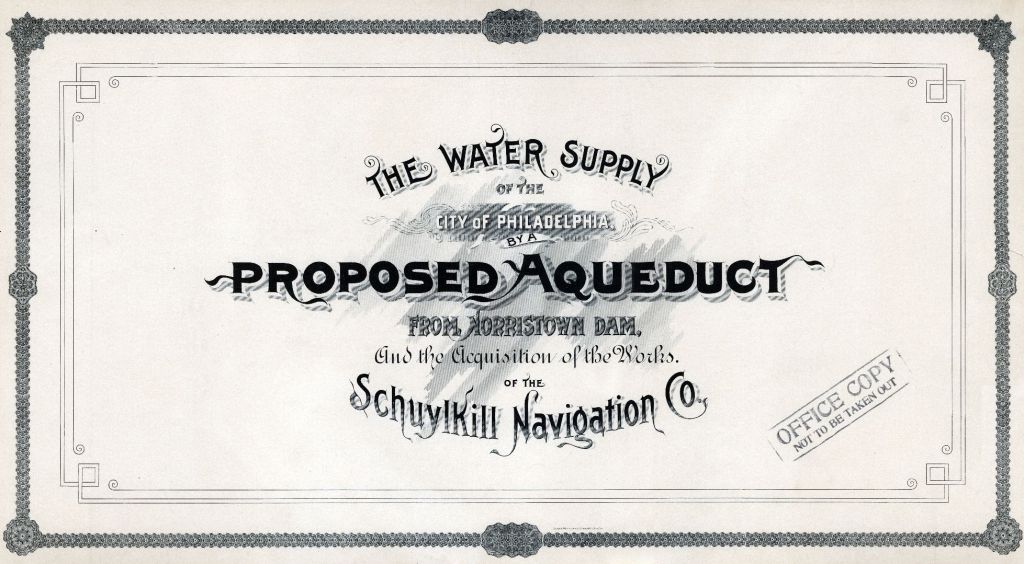 THE WATER SUPPLY
OF THE
CITY OF PHILADELPHIA.
BY A
PROPOSED AQUEDUCT
FROM NORRISTOWN DAM.
And the Acquisition of the Works.
OF THE
Schuylkill Navigation Co.
OFFICE COPY
NOT TO BE TAKEN OUT